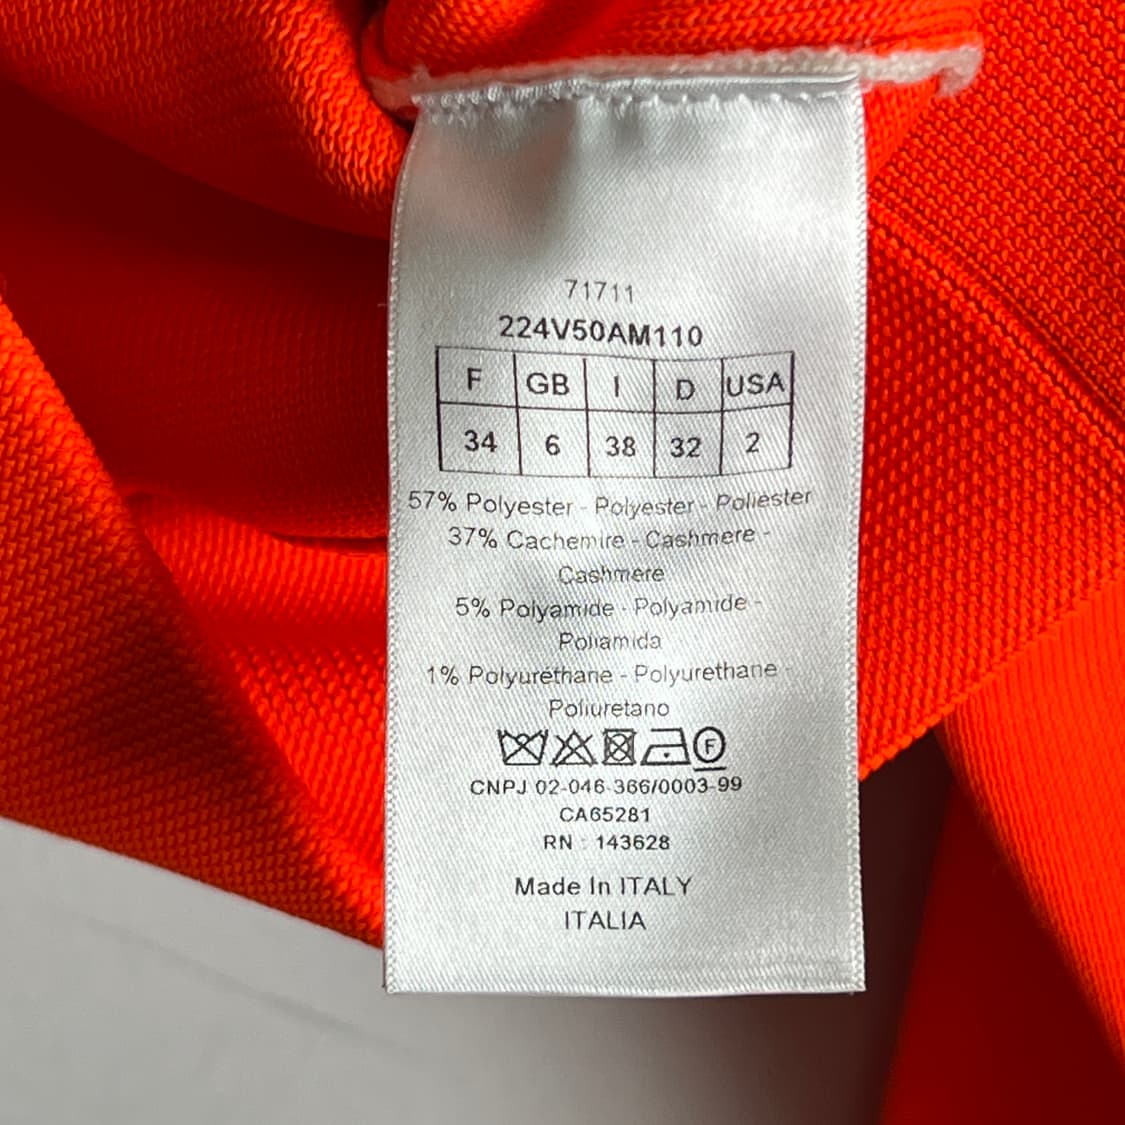 71711
224V50AM110
F GB I D USA
34 6 38 32 2
57% Polyester - Polyester - Poliester
37% Cachemire - Cashmere -
Cashmere
5% Polyamide - Polyamide -
Poliamida
1% Polyuréthane - Polyurethane -
Poliuretano
F
CNPJ 02-046-366/0003-99
CA65281
RN : 143628
Made In ITALY
ITALIA